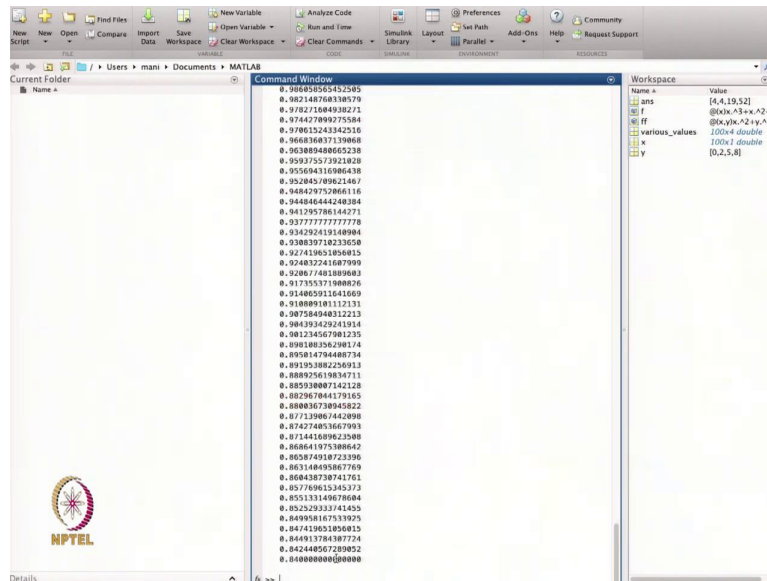 New Variable
Analyze Code
Preferences
Find Files
Open Variable
Run and Time
Set Path
Community
New
New
Open
Compare
Import
Save
Simulink
Layout
Add-Ons
Help
Request Support
Script
Data
Workspace
Clear Workspace
Clear Commands
Library
Parallel
FILE
VARIABLE
CODE
SIMULINK
ENVIRONMENT
RESOURCES
/ ▸ Users ▸ mani ▸ Documents ▸ MATLAB
Current Folder
Name
Command Window
0.986058565452505
0.982148760330579
0.978271604938271
0.974427099275584
0.970615243342516
0.966836037139068
0.963089480665238
0.959375573921028
0.955694316906438
0.952045709621467
0.948429752066116
0.944846444240384
0.941295786144271
0.937777777777778
0.934292419140904
0.930839710233650
0.927419651056015
0.924032241607999
0.920677481889603
0.917355371900826
0.914065911641669
0.910809101112131
0.907584940312213
0.904393429241914
0.901234567901235
0.898108356290174
0.895014794408734
0.891953882256913
0.888925619834711
0.885930007142128
0.882967044179165
0.880036730945822
0.877139067442098
0.874274053667993
0.871441689623508
0.868641975308642
0.865874910723396
0.863140495867769
0.860438730741761
0.857769615345373
0.855133149678604
0.852529333741455
0.849958167533925
0.847419651056015
0.844913784307724
0.842440567289052
0.840000000000000
fx >>
Workspace
Name
Value
ans
[4,4,19,52]
f
@(x)x.^3+x.^2-
ff
@(x,y)x.^2+y.^
various_values
100x4 double
x
100x1 double
y
[0,2,5,8]
NPTEL
Details